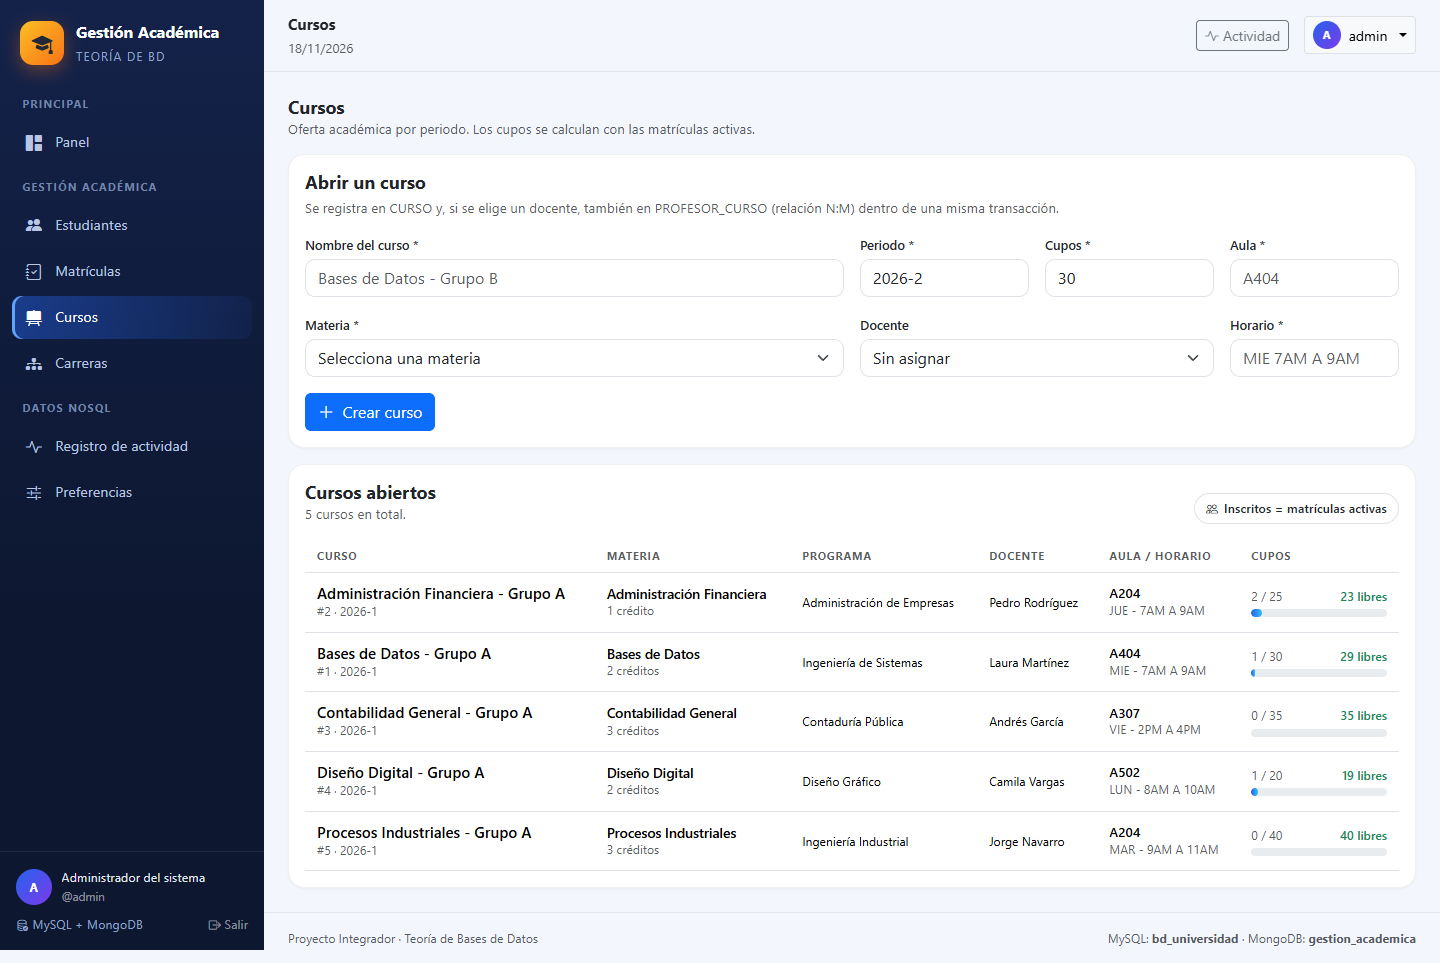 Gestión Académica
TEORÍA DE BD
PRINCIPAL
Panel
GESTIÓN ACADÉMICA
Estudiantes
Matrículas
Cursos
Carreras
DATOS NOSQL
Registro de actividad
Preferencias
A
Administrador del sistema
@admin
MySQL + MongoDB
Salir
Cursos
18/11/2026
Actividad
A admin
Cursos
Oferta académica por periodo. Los cupos se calculan con las matrículas activas.
Abrir un curso
Se registra en CURSO y, si se elige un docente, también en PROFESOR_CURSO (relación N:M) dentro de una misma transacción.
Nombre del curso * Periodo * Cupos * Aula *
Bases de Datos - Grupo B 2026-2 30 A404
Materia * Docente Horario *
Selecciona una materia Sin asignar MIE 7AM A 9AM
+ Crear curso
Cursos abiertos
5 cursos en total.
Inscritos = matrículas activas
CURSO MATERIA PROGRAMA DOCENTE AULA / HORARIO CUPOS
Administración Financiera - Grupo A Administración Financiera Administración de Empresas Pedro Rodríguez A204 2 / 25 23 libres
#2 · 2026-1 1 crédito JUE - 7AM A 9AM
Bases de Datos - Grupo A Bases de Datos Ingeniería de Sistemas Laura Martínez A404 1 / 30 29 libres
#1 · 2026-1 2 créditos MIE - 7AM A 9AM
Contabilidad General - Grupo A Contabilidad General Contaduría Pública Andrés García A307 0 / 35 35 libres
#3 · 2026-1 3 créditos VIE - 2PM A 4PM
Diseño Digital - Grupo A Diseño Digital Diseño Gráfico Camila Vargas A502 1 / 20 19 libres
#4 · 2026-1 2 créditos LUN - 8AM A 10AM
Procesos Industriales - Grupo A Procesos Industriales Ingeniería Industrial Jorge Navarro A204 0 / 40 40 libres
#5 · 2026-1 3 créditos MAR - 9AM A 11AM
Proyecto Integrador · Teoría de Bases de Datos
MySQL: bd_universidad · MongoDB: gestion_academica